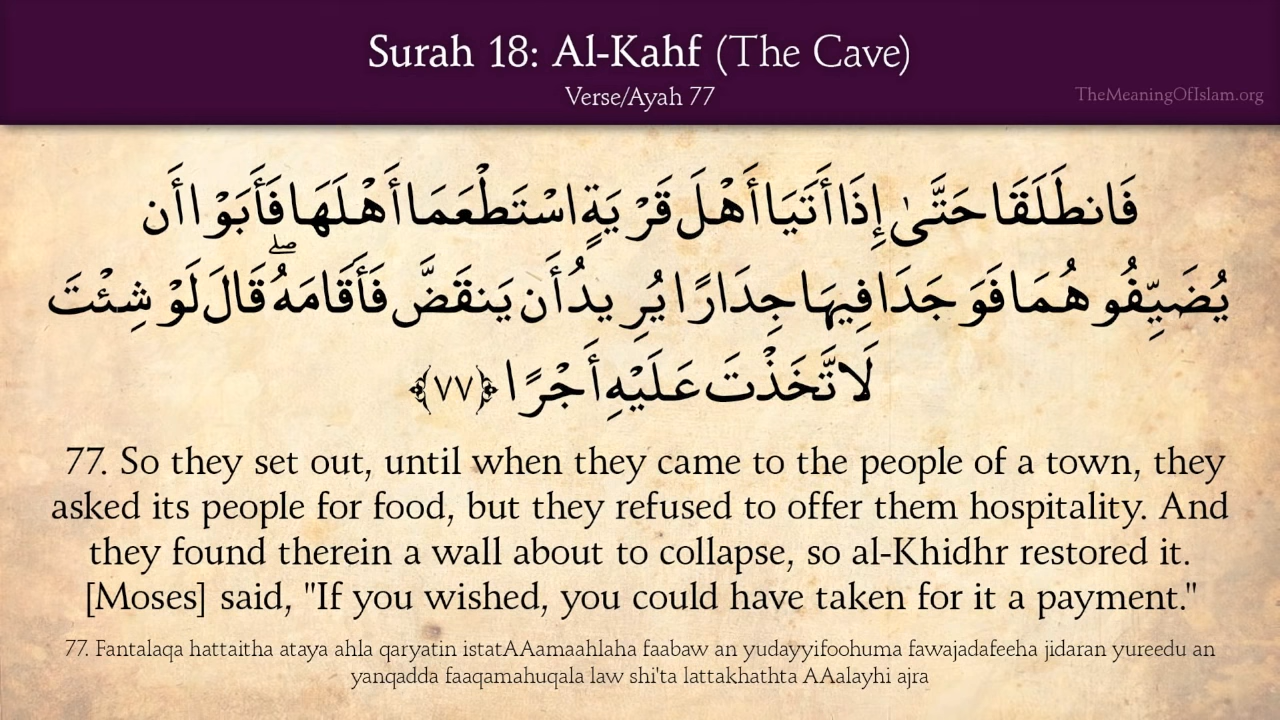 Surah 18: Al-Kahf (The Cave)
Verse/Ayah 77
TheMeaningOfIslam.org
فَانطَلَقَا حَتَّىٰ إِذَا أَتَيَا أَهْلَ قَرْيَةٍ اسْتَطْعَمَا أَهْلَهَا فَأَبَوْا أَن
يُضَيِّفُوهُمَا فَوَجَدَا فِيهَا جِدَارًا يُرِيدُ أَن يَنقَضَّ فَأَقَامَهُ ۖ قَالَ لَوْ شِئْتَ
لَاتَّخَذْتَ عَلَيْهِ أَجْرًا ﴿٧٧﴾
77. So they set out, until when they came to the people of a town, they
asked its people for food, but they refused to offer them hospitality. And
they found therein a wall about to collapse, so al-Khidhr restored it.
[Moses] said, "If you wished, you could have taken for it a payment."
77. Fantalaqa hattaitha ataya ahla qaryatin istatAAamaahlaha faabaw an yudayyifoohuma fawajadafeeha jidaran yureedu an
yanqadda faaqamahuqala law shi'ta lattakhathta AAalayhi ajra